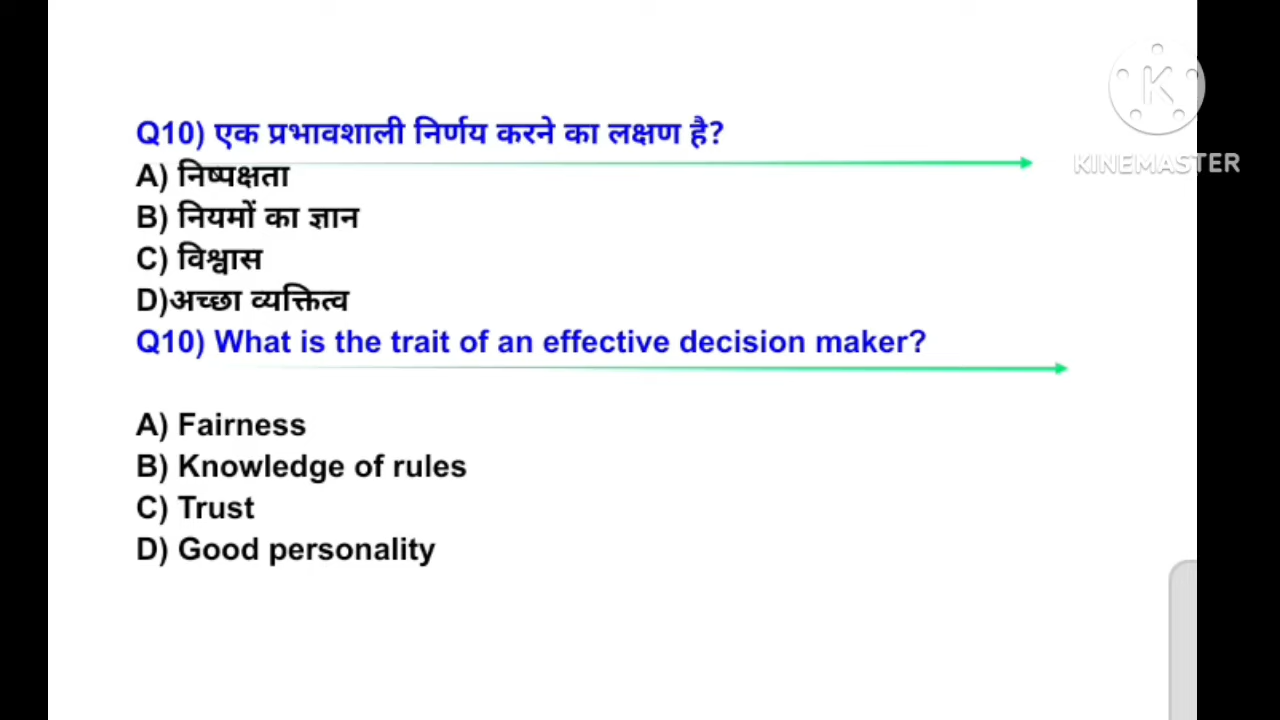 Q10) एक प्रभावशाली निर्णय करने का लक्षण है?
A) निष्पक्षता
B) नियमों का ज्ञान
C) विश्वास
D)अच्छा व्यक्तित्व
Q10) What is the trait of an effective decision maker?
A) Fairness
B) Knowledge of rules
C) Trust
D) Good personality
K
KINEMASTER